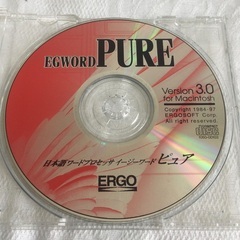 EGWORD PURE
Version 3.0
for Macintosh
Copyright 1984-97
ERGOSOFT Corp.
All right reserved.
日本語ワードプロセッサ イージーワード ピュア
ERGO